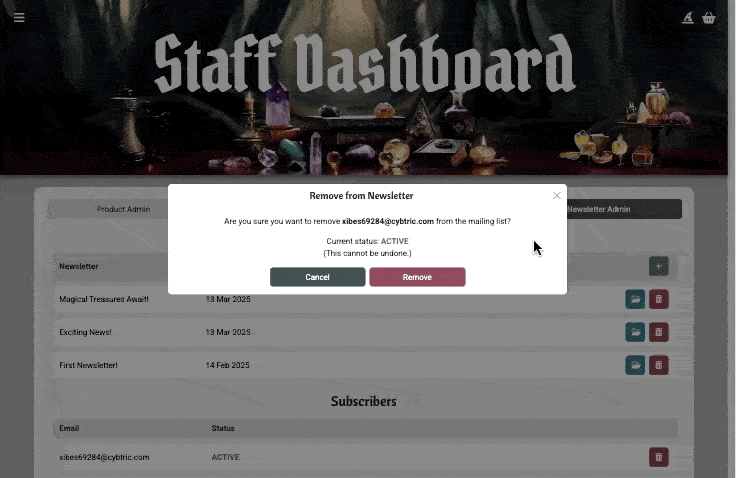 Staff Dashboard
Remove from Newsletter
Are you sure you want to remove xibes69284@cybtric.com from the mailing list?
Current status: ACTIVE
(This cannot be undone.)
Cancel
Remove
Product Admin
Newsletter Admin
Newsletter
Magical Treasures Await! 13 Mar 2025
Exciting News! 13 Mar 2025
First Newsletter! 14 Feb 2025
Subscribers
Email Status
xibes69284@cybtric.com ACTIVE